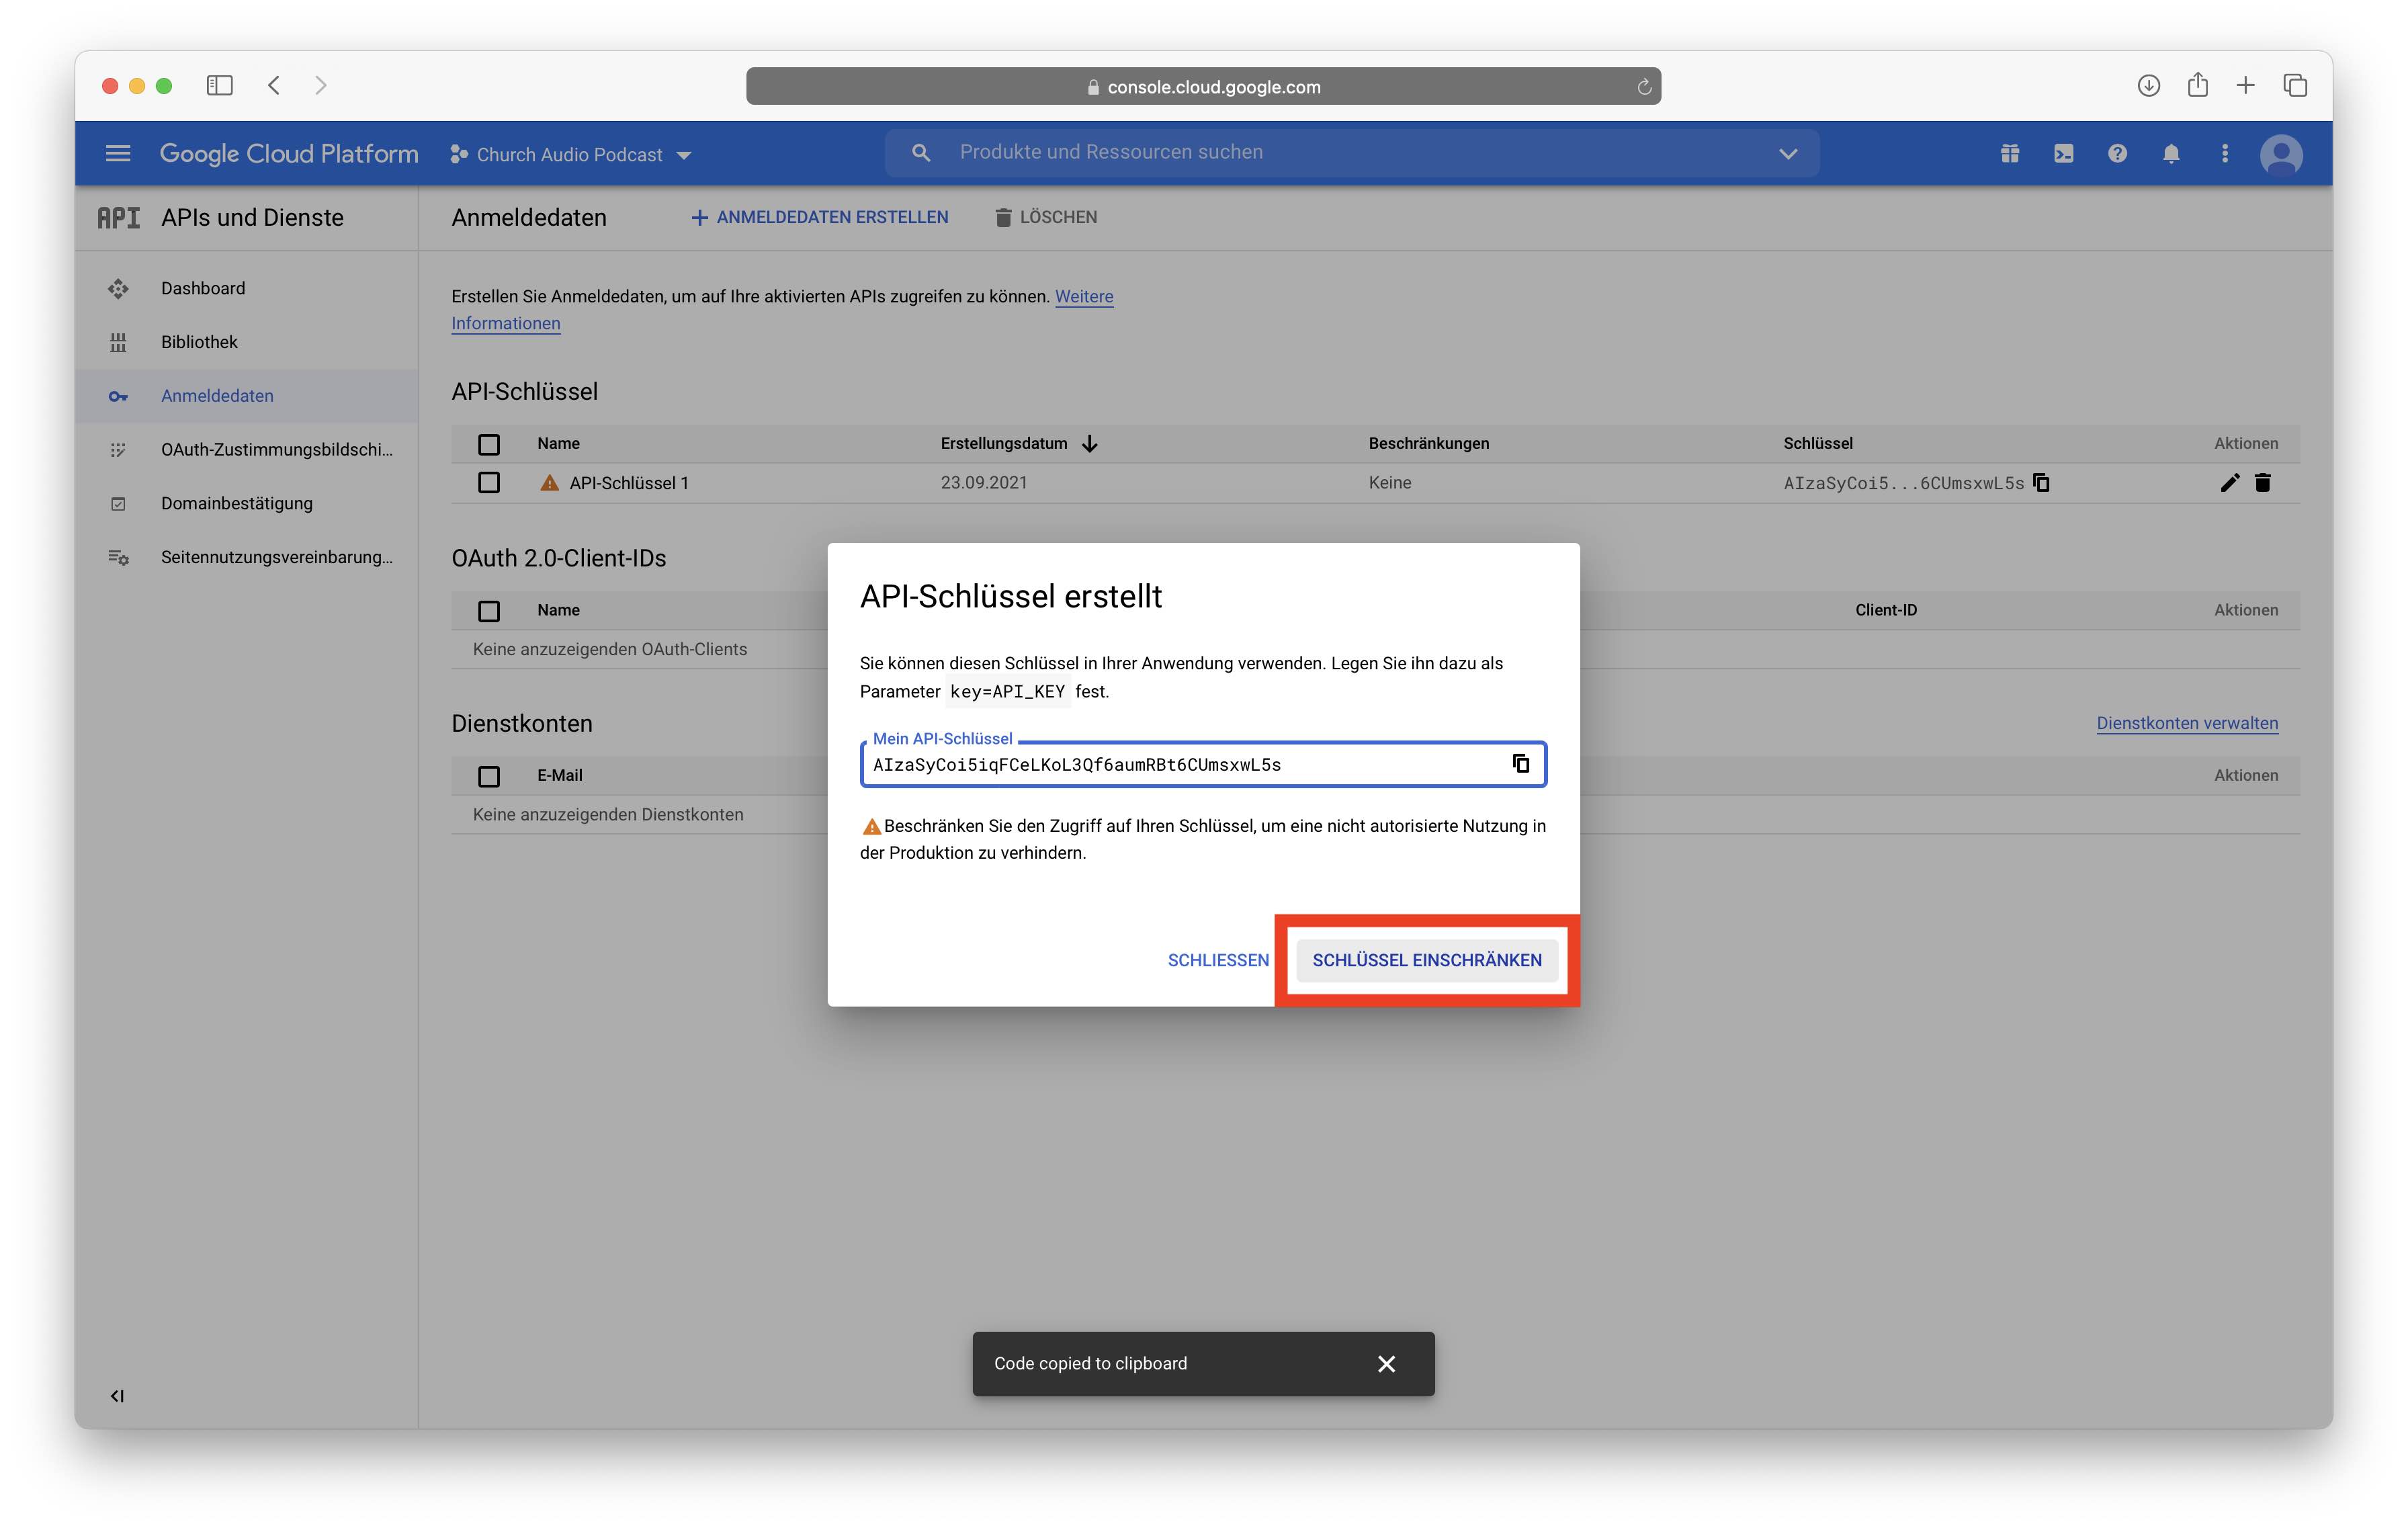 console.cloud.google.com
Google Cloud Platform
Church Audio Podcast
Produkte und Ressourcen suchen
API
APIs und Dienste
Anmeldedaten
ANMELDEDATEN ERSTELLEN
LÖSCHEN
Dashboard
Bibliothek
Anmeldedaten
OAuth-Zustimmungsbildschi...
Domainbestätigung
Seitennutzungsvereinbarung...
Erstellen Sie Anmeldedaten, um auf Ihre aktivierten APIs zugreifen zu können. Weitere
Informationen
API-Schlüssel
Name Erstellungsdatum Beschränkungen Schlüssel Aktionen
API-Schlüssel 1 23.09.2021 Keine AIzaSyCoi5...6CUmsxwL5s
OAuth 2.0-Client-IDs
Name Client-ID Aktionen
Keine anzuzeigenden OAuth-Clients
Dienstkonten
Dienstkonten verwalten
E-Mail Aktionen
Keine anzuzeigenden Dienstkonten
API-Schlüssel erstellt
Sie können diesen Schlüssel in Ihrer Anwendung verwenden. Legen Sie ihn dazu als
Parameter key=API_KEY fest.
Mein API-Schlüssel
AIzaSyCoi5iqFCeLKoL3Qf6aumRBt6CUmsxwL5s
Beschränken Sie den Zugriff auf Ihren Schlüssel, um eine nicht autorisierte Nutzung in
der Produktion zu verhindern.
SCHLIESSEN
SCHLÜSSEL EINSCHRÄNKEN
Code copied to clipboard